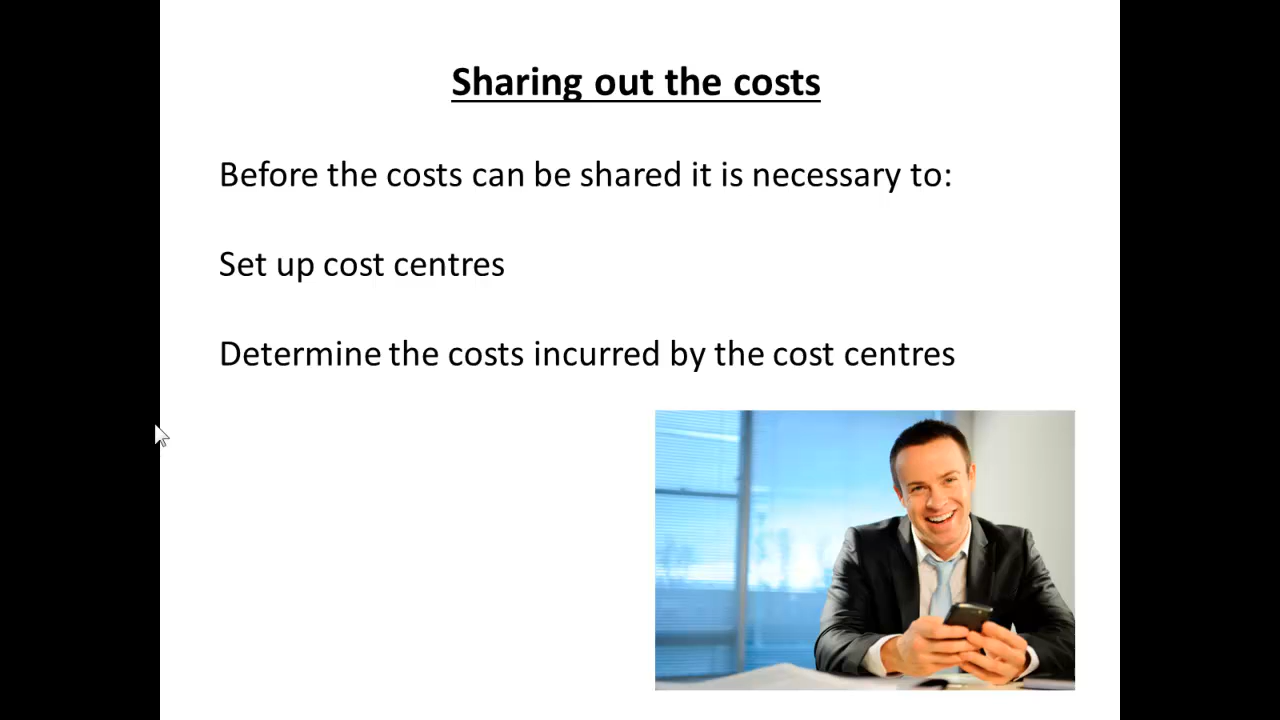 Sharing out the costs
Before the costs can be shared it is necessary to:
Set up cost centres
Determine the costs incurred by the cost centres